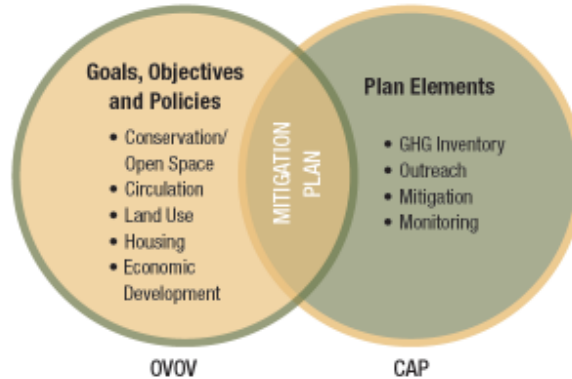 Goals, Objectives
and Policies
• Conservation/
Open Space
• Circulation
• Land Use
• Housing
• Economic
Development
MITIGATION
PLAN
Plan Elements
• GHG Inventory
• Outreach
• Mitigation
• Monitoring
OVOV
CAP